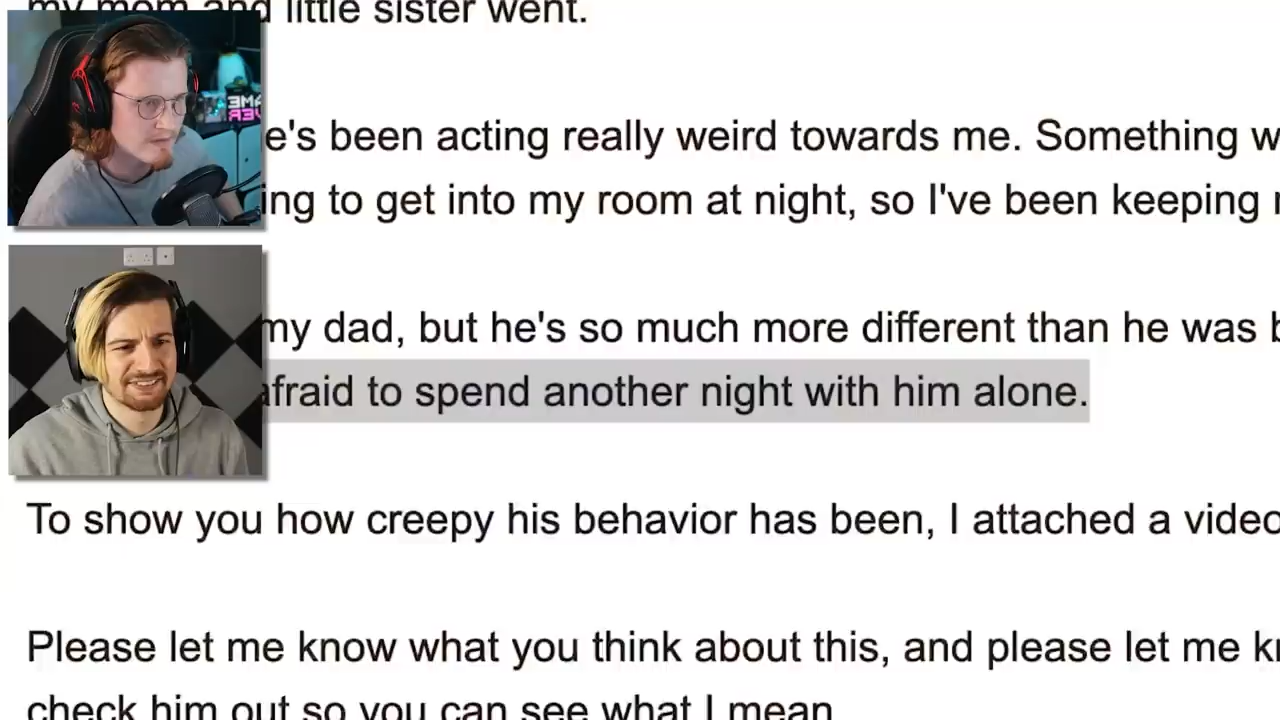 my mom and little sister went.
GAME
OVER
e's been acting really weird towards me. Something w
ing to get into my room at night, so I've been keeping
my dad, but he's so much more different than he was b
afraid to spend another night with him alone.
To show you how creepy his behavior has been, I attached a video
Please let me know what you think about this, and please let me kn
check him out so you can see what I mean